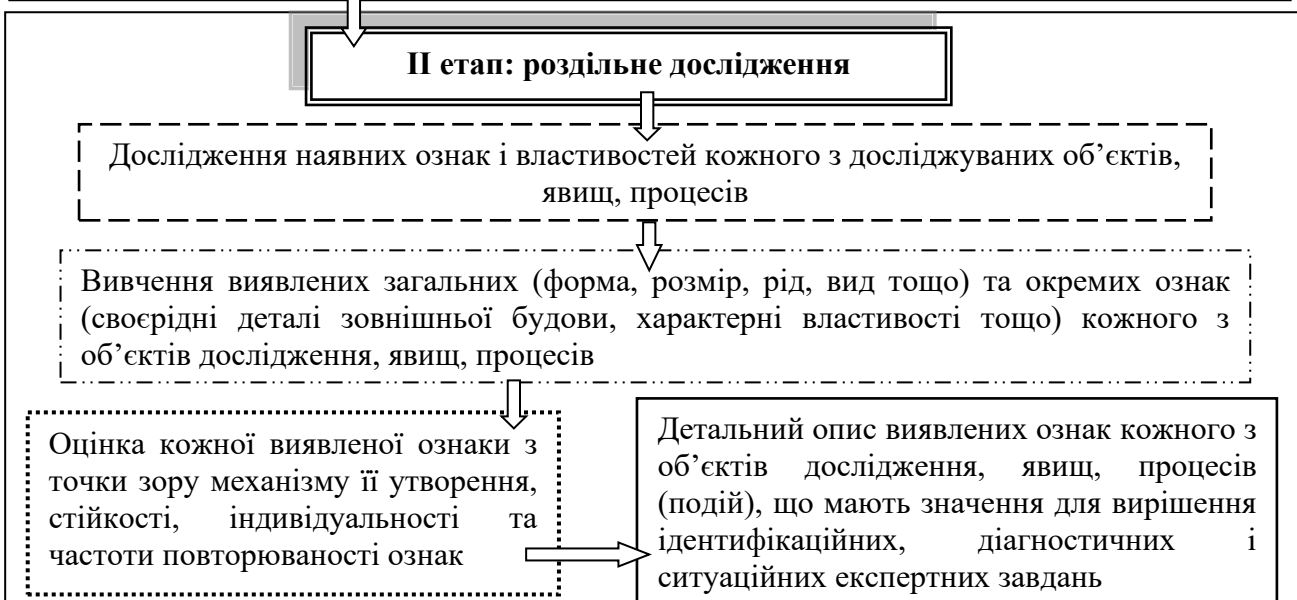 ІІ етап: роздільне дослідження
Дослідження наявних ознак і властивостей кожного з досліджуваних об’єктів,
явищ, процесів
Вивчення виявлених загальних (форма, розмір, рід, вид тощо) та окремих ознак
(своєрідні деталі зовнішньої будови, характерні властивості тощо) кожного з
об’єктів дослідження, явищ, процесів
Оцінка кожної виявленої ознаки з
точки зору механізму її утворення,
стійкості, індивідуальності та
частоти повторюваності ознак
Детальний опис виявлених ознак кожного з
об’єктів дослідження, явищ, процесів
(подій), що мають значення для вирішення
ідентифікаційних, діагностичних і
ситуаційних експертних завдань